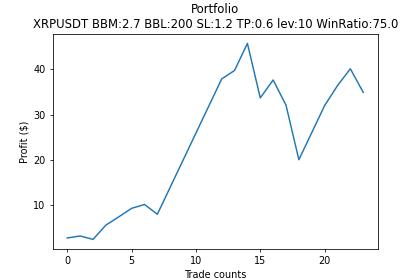 Portfolio
XRPUSDT BBM:2.7 BBL:200 SL:1.2 TP:0.6 lev:10 WinRatio:75.0
40
30
20
10
Profit ($)
0 5 10 15 20
Trade counts